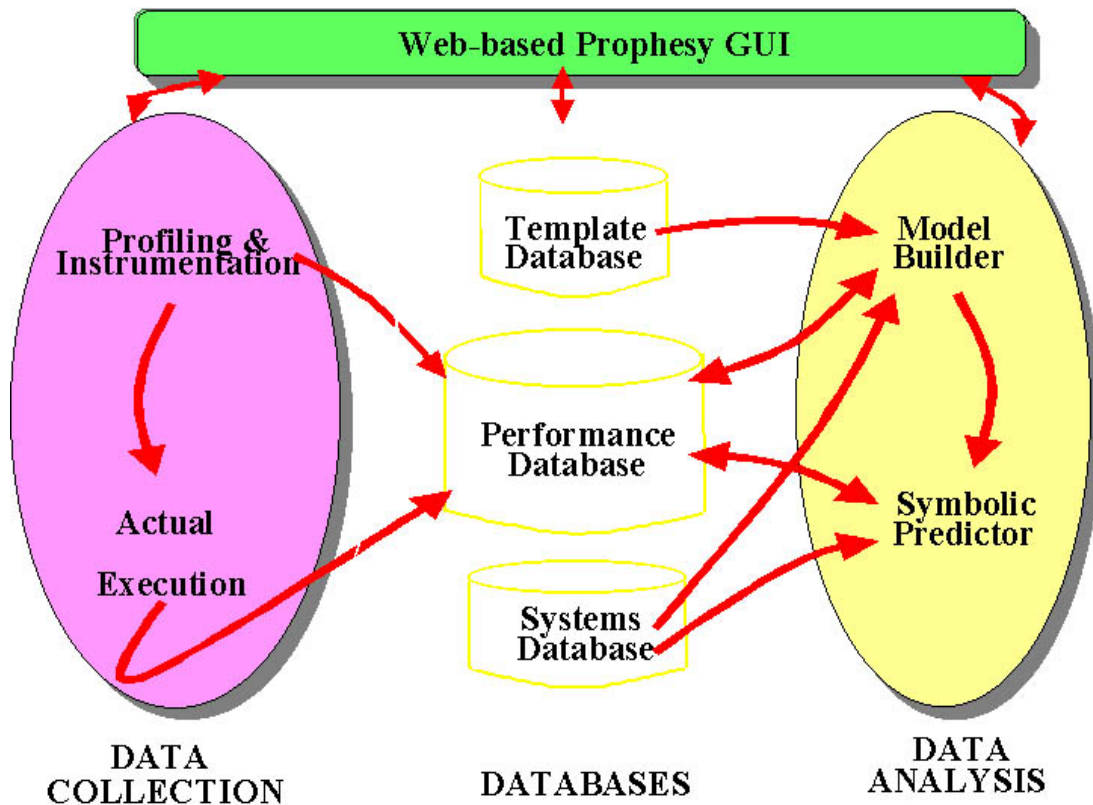 Web-based Prophesy GUI
Profiling &
Instrumentation
Actual
Execution
Template
Database
Performance
Database
Systems
Database
Model
Builder
Symbolic
Predictor
DATA
COLLECTION
DATABASES
DATA
ANALYSIS